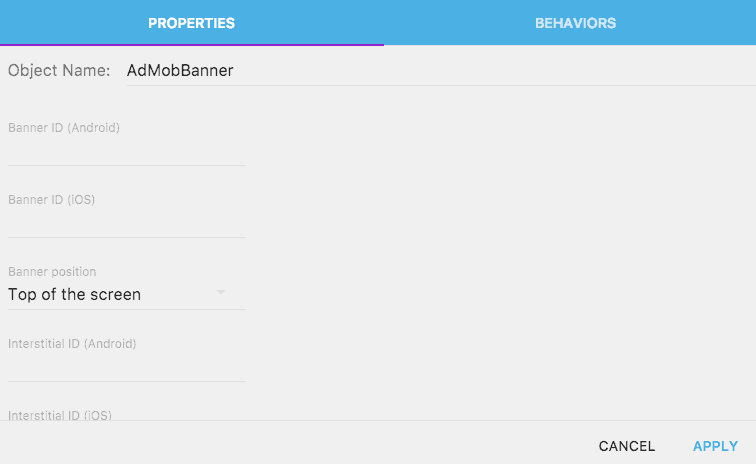 PROPERTIES BEHAVIORS
Object Name: AdMobBanner
Banner ID (Android)
Banner ID (iOS)
Banner position
Top of the screen
Interstitial ID (Android)
Interstitial ID (iOS)
CANCEL APPLY